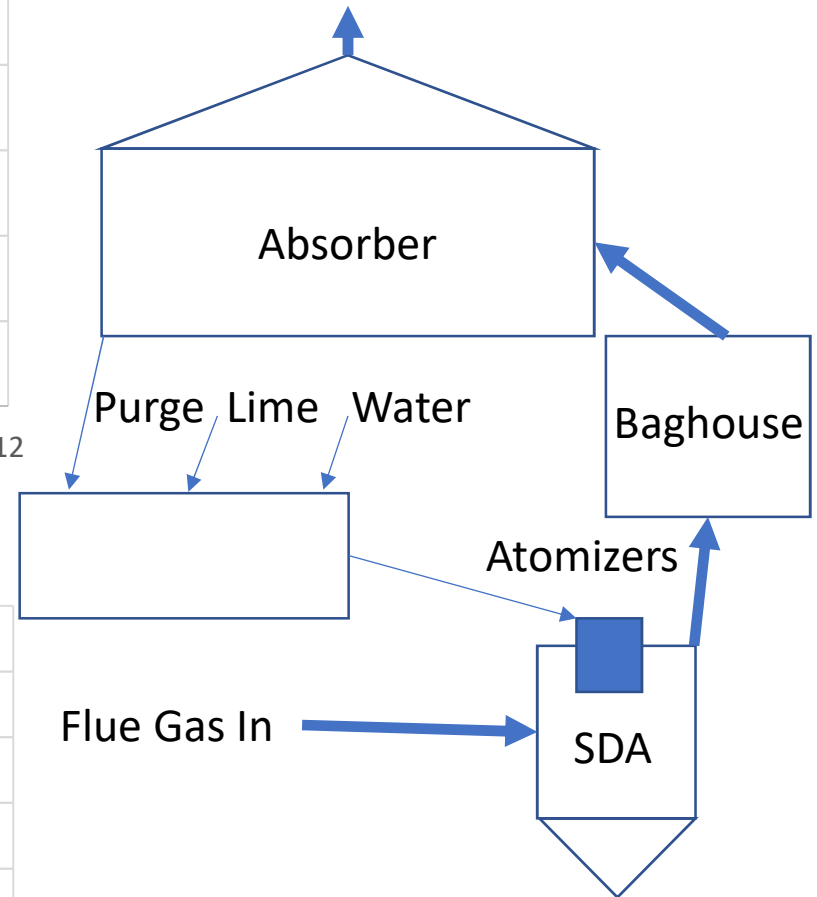 Absorber
Purge Lime Water
Baghouse
12
Atomizers
Flue Gas In
SDA